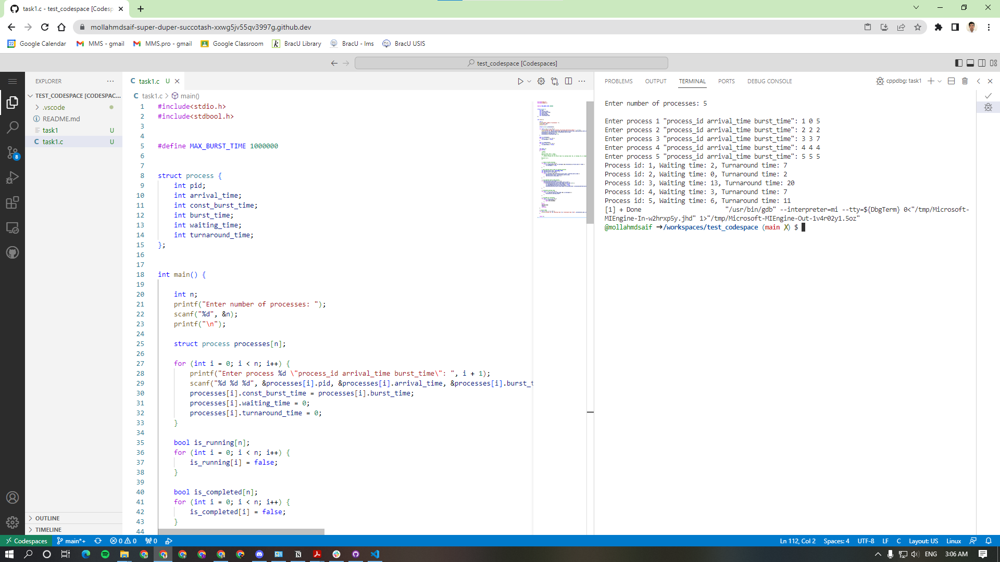 task1.c - test_codespace [Codesp
mollahmdsaif-super-duper-succotash-xxwg5jv55qv3997g.github.dev
Google Calendar
MMS - gmail
MMS.pro - gmail
Google Classroom
BracU Library
BracU - lms
BracU USIS
test_codespace [Codespaces]
EXPLORER
TEST_CODESPACE [CODESPAC...
.vscode
README.md
task1 U
C task1.c U
8
OUTLINE
TIMELINE
C task1.c U
C task1.c > main()
1 #include<stdio.h>
2 #include<stdbool.h>
3
4
5 #define MAX_BURST_TIME 1000000
6
7
8 struct process {
9 int pid;
10 int arrival_time;
11 int const_burst_time;
12 int burst_time;
13 int waiting_time;
14 int turnaround_time;
15 };
16
17
18 int main() {
19
20 int n;
21 printf("Enter number of processes: ");
22 scanf("%d", &n);
23 printf("\n");
24
25 struct process processes[n];
26
27 for (int i = 0; i < n; i++) {
28 printf("Enter process %d \"process_id arrival_time burst_time\": ", i + 1);
29 scanf("%d %d %d", &processes[i].pid, &processes[i].arrival_time, &processes[i].burst_t
30 processes[i].const_burst_time = processes[i].burst_time;
31 processes[i].waiting_time = 0;
32 processes[i].turnaround_time = 0;
33 }
34
35 bool is_running[n];
36 for (int i = 0; i < n; i++) {
37 is_running[i] = false;
38 }
39
40 bool is_completed[n];
41 for (int i = 0; i < n; i++) {
42 is_completed[i] = false;
43 }
44
PROBLEMS OUTPUT TERMINAL PORTS DEBUG CONSOLE
cppdbg: task1
Enter number of processes: 5
Enter process 1 "process_id arrival_time burst_time": 1 0 5
Enter process 2 "process_id arrival_time burst_time": 2 2 2
Enter process 3 "process_id arrival_time burst_time": 3 3 7
Enter process 4 "process_id arrival_time burst_time": 4 4 4
Enter process 5 "process_id arrival_time burst_time": 5 5 5
Process id: 1, Waiting time: 2, Turnaround time: 7
Process id: 2, Waiting time: 0, Turnaround time: 2
Process id: 3, Waiting time: 13, Turnaround time: 20
Process id: 4, Waiting time: 3, Turnaround time: 7
Process id: 5, Waiting time: 6, Turnaround time: 11
[1] + Done "/usr/bin/gdb" --interpreter=mi --tty=${DbgTerm} 0<"/tmp/Microsoft-
MIEngine-In-w2hrxp5y.jhd" 1>"/tmp/Microsoft-MIEngine-Out-1v4r02y1.5oz"
@mollahmdsaif ➜/workspaces/test_codespace (main ✗) $
Codespaces main*+ 0 0 0 Ln 112, Col 2 Spaces: 4 UTF-8 LF C Layout: US Linux
ENG 3:06 AM